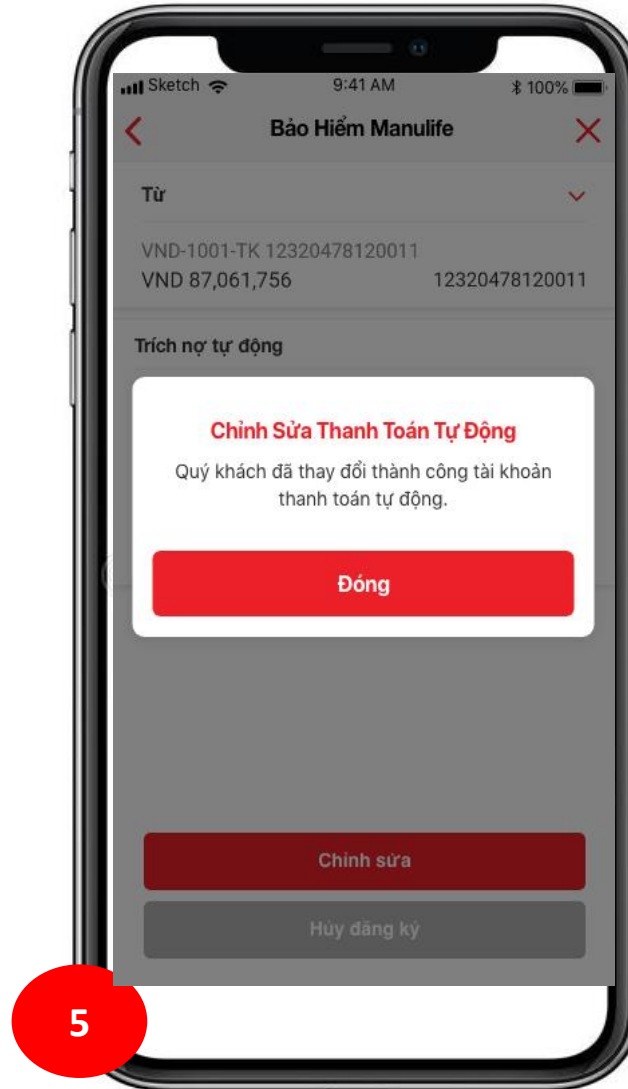 Sketch 9:41 AM 100%
Bảo Hiểm Manulife
Từ
VND-1001-TK 12320478120011
VND 87,061,756 12320478120011
Trích nợ tự động
Chỉnh Sửa Thanh Toán Tự Động
Quý khách đã thay đổi thành công tài khoản
thanh toán tự động.
Đóng
Chỉnh sửa
Hủy đăng ký
5